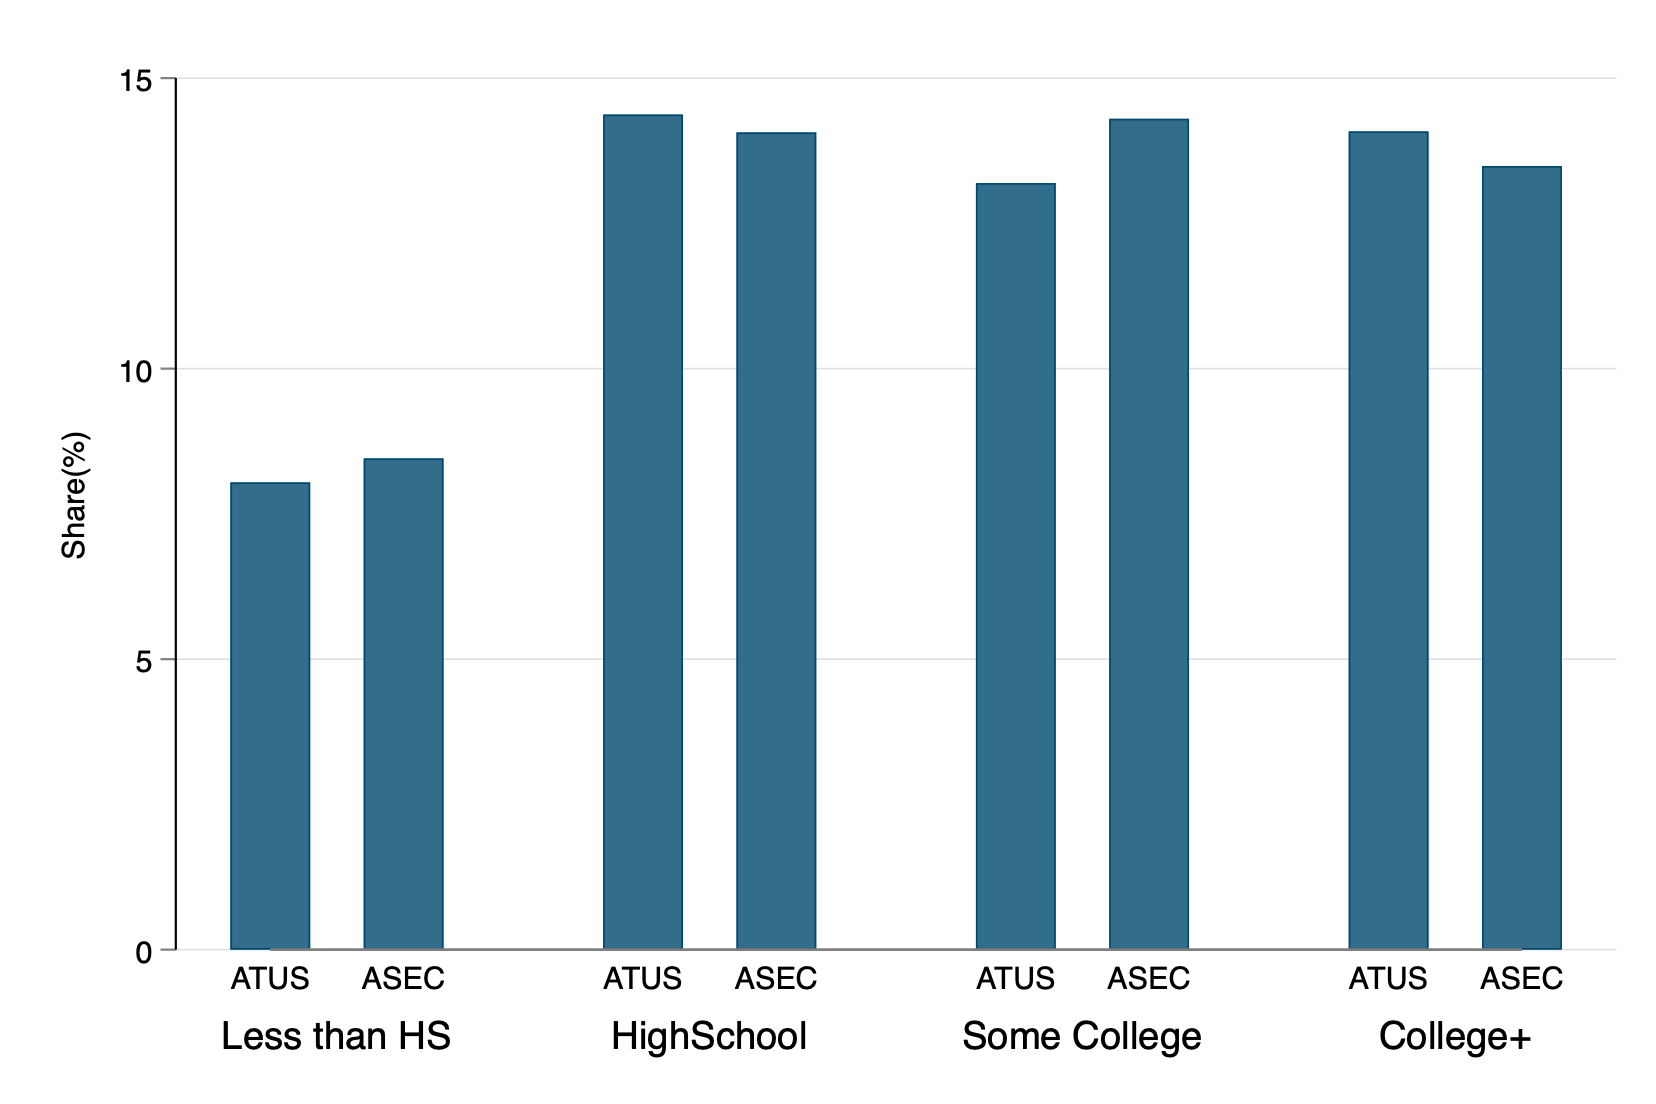 Share(%)
15
10
5
0
ATUS ASEC ATUS ASEC ATUS ASEC ATUS ASEC
Less than HS HighSchool Some College College+